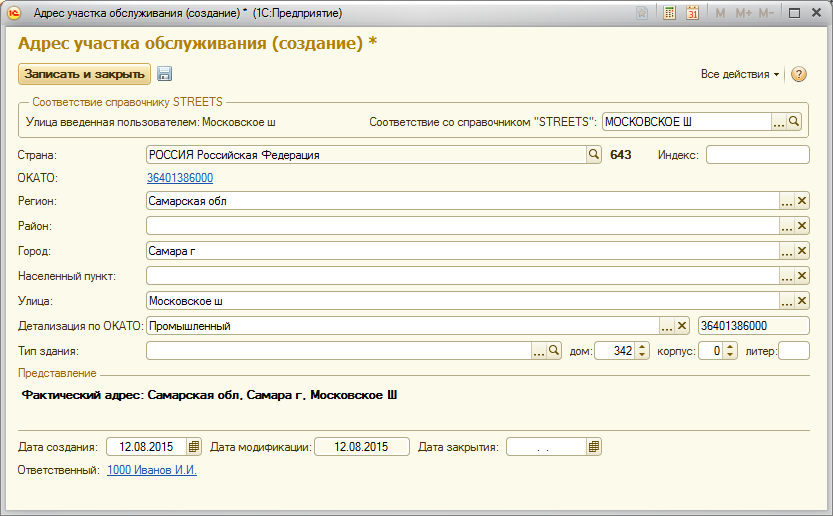 Адрес участка обслуживания (создание) * (1С:Предприятие)
M M+ M-
Адрес участка обслуживания (создание) *
Записать и закрыть Все действия ?
Соответствие справочнику STREETS
Улица введенная пользователем: Московское ш Соответствие со справочником "STREETS": МОСКОВСКОЕ Ш ...
Страна: РОССИЯ Российская Федерация 643 Индекс:
ОКАТО: 36401386000
Регион: Самарская обл ...
Район: ...
Город: Самара г ...
Населенный пункт: ...
Улица: Московское ш ...
Детализация по ОКАТО: Промышленный ... 36401386000
Тип здания: ... дом: 342 корпус: 0 литер:
Представление
Фактический адрес: Самарская обл, Самара г, Московское Ш
Дата создания: 12.08.2015 Дата модификации: 12.08.2015 Дата закрытия: . .
Ответственный: 1000 Иванов И.И.